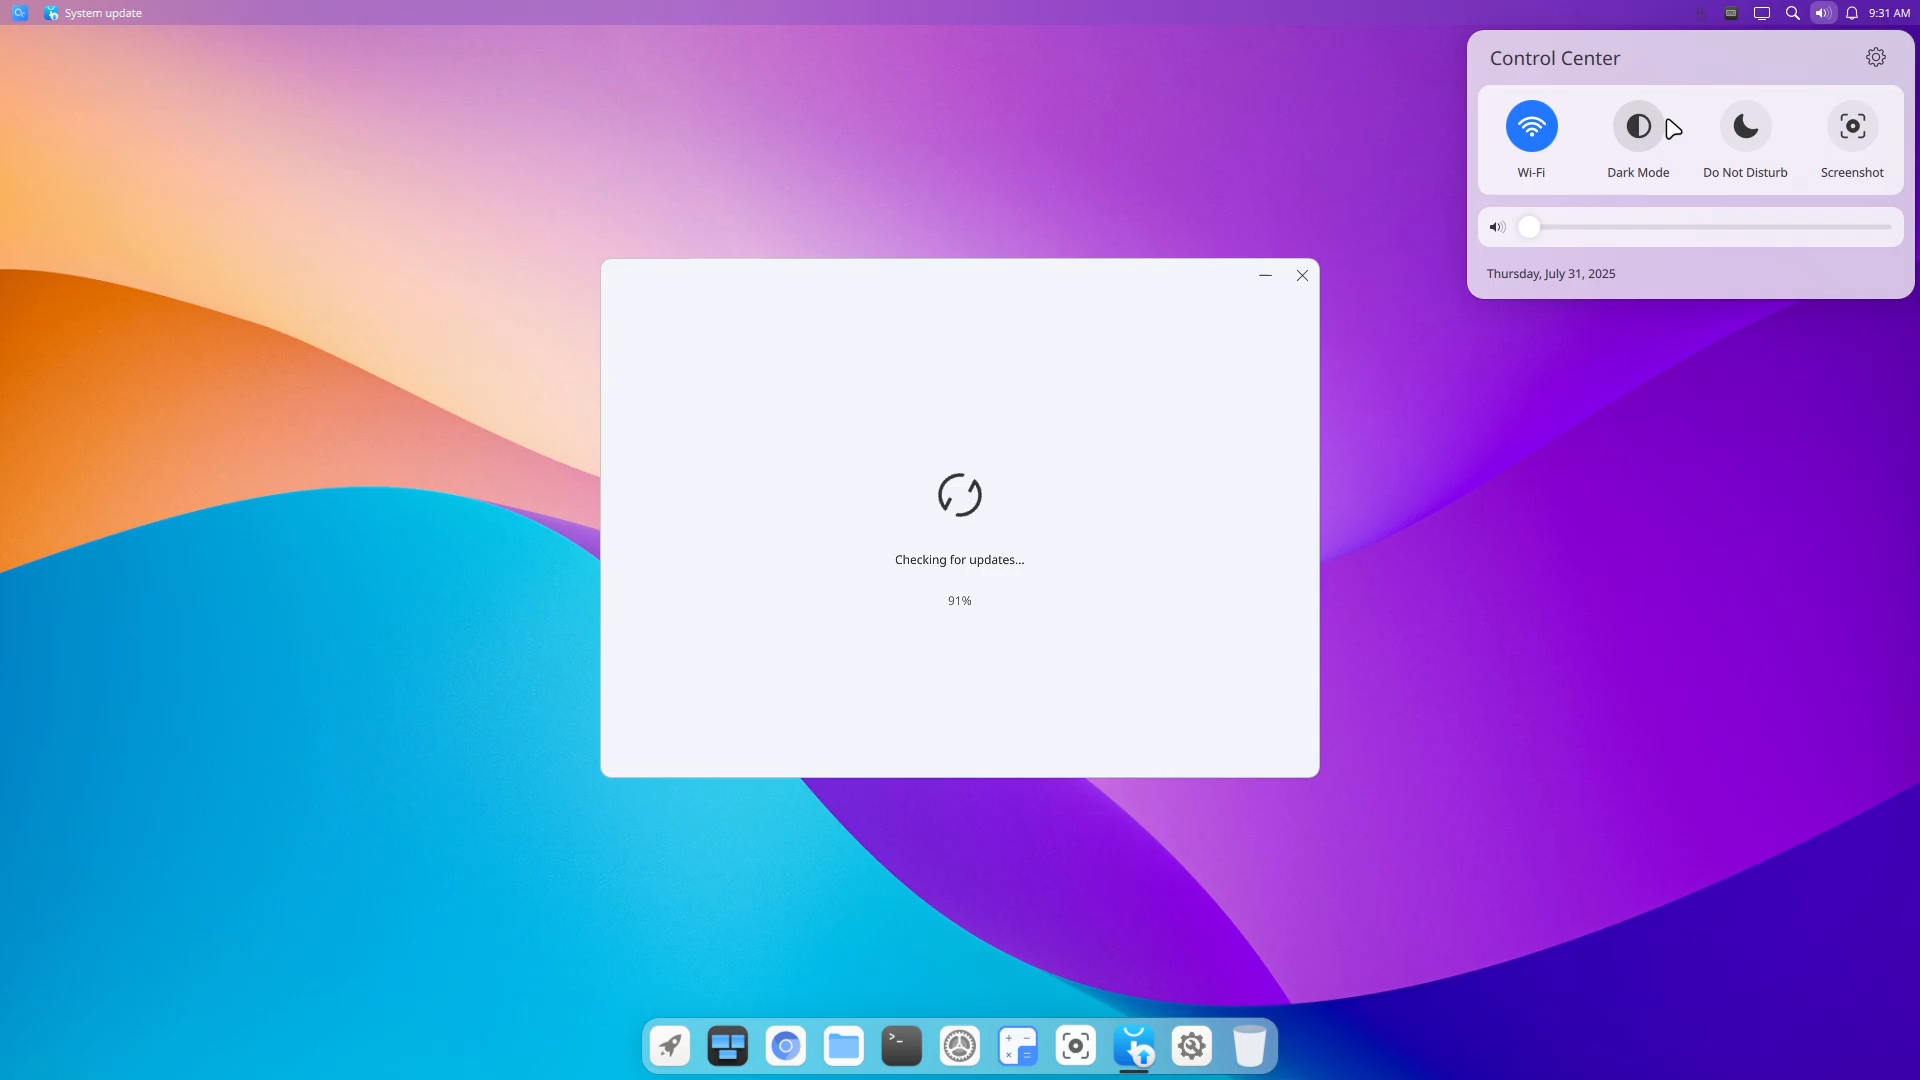 System update
9:31 AM
Control Center
Wi-Fi
Dark Mode
Do Not Disturb
Screenshot
Thursday, July 31, 2025
Checking for updates...
91%